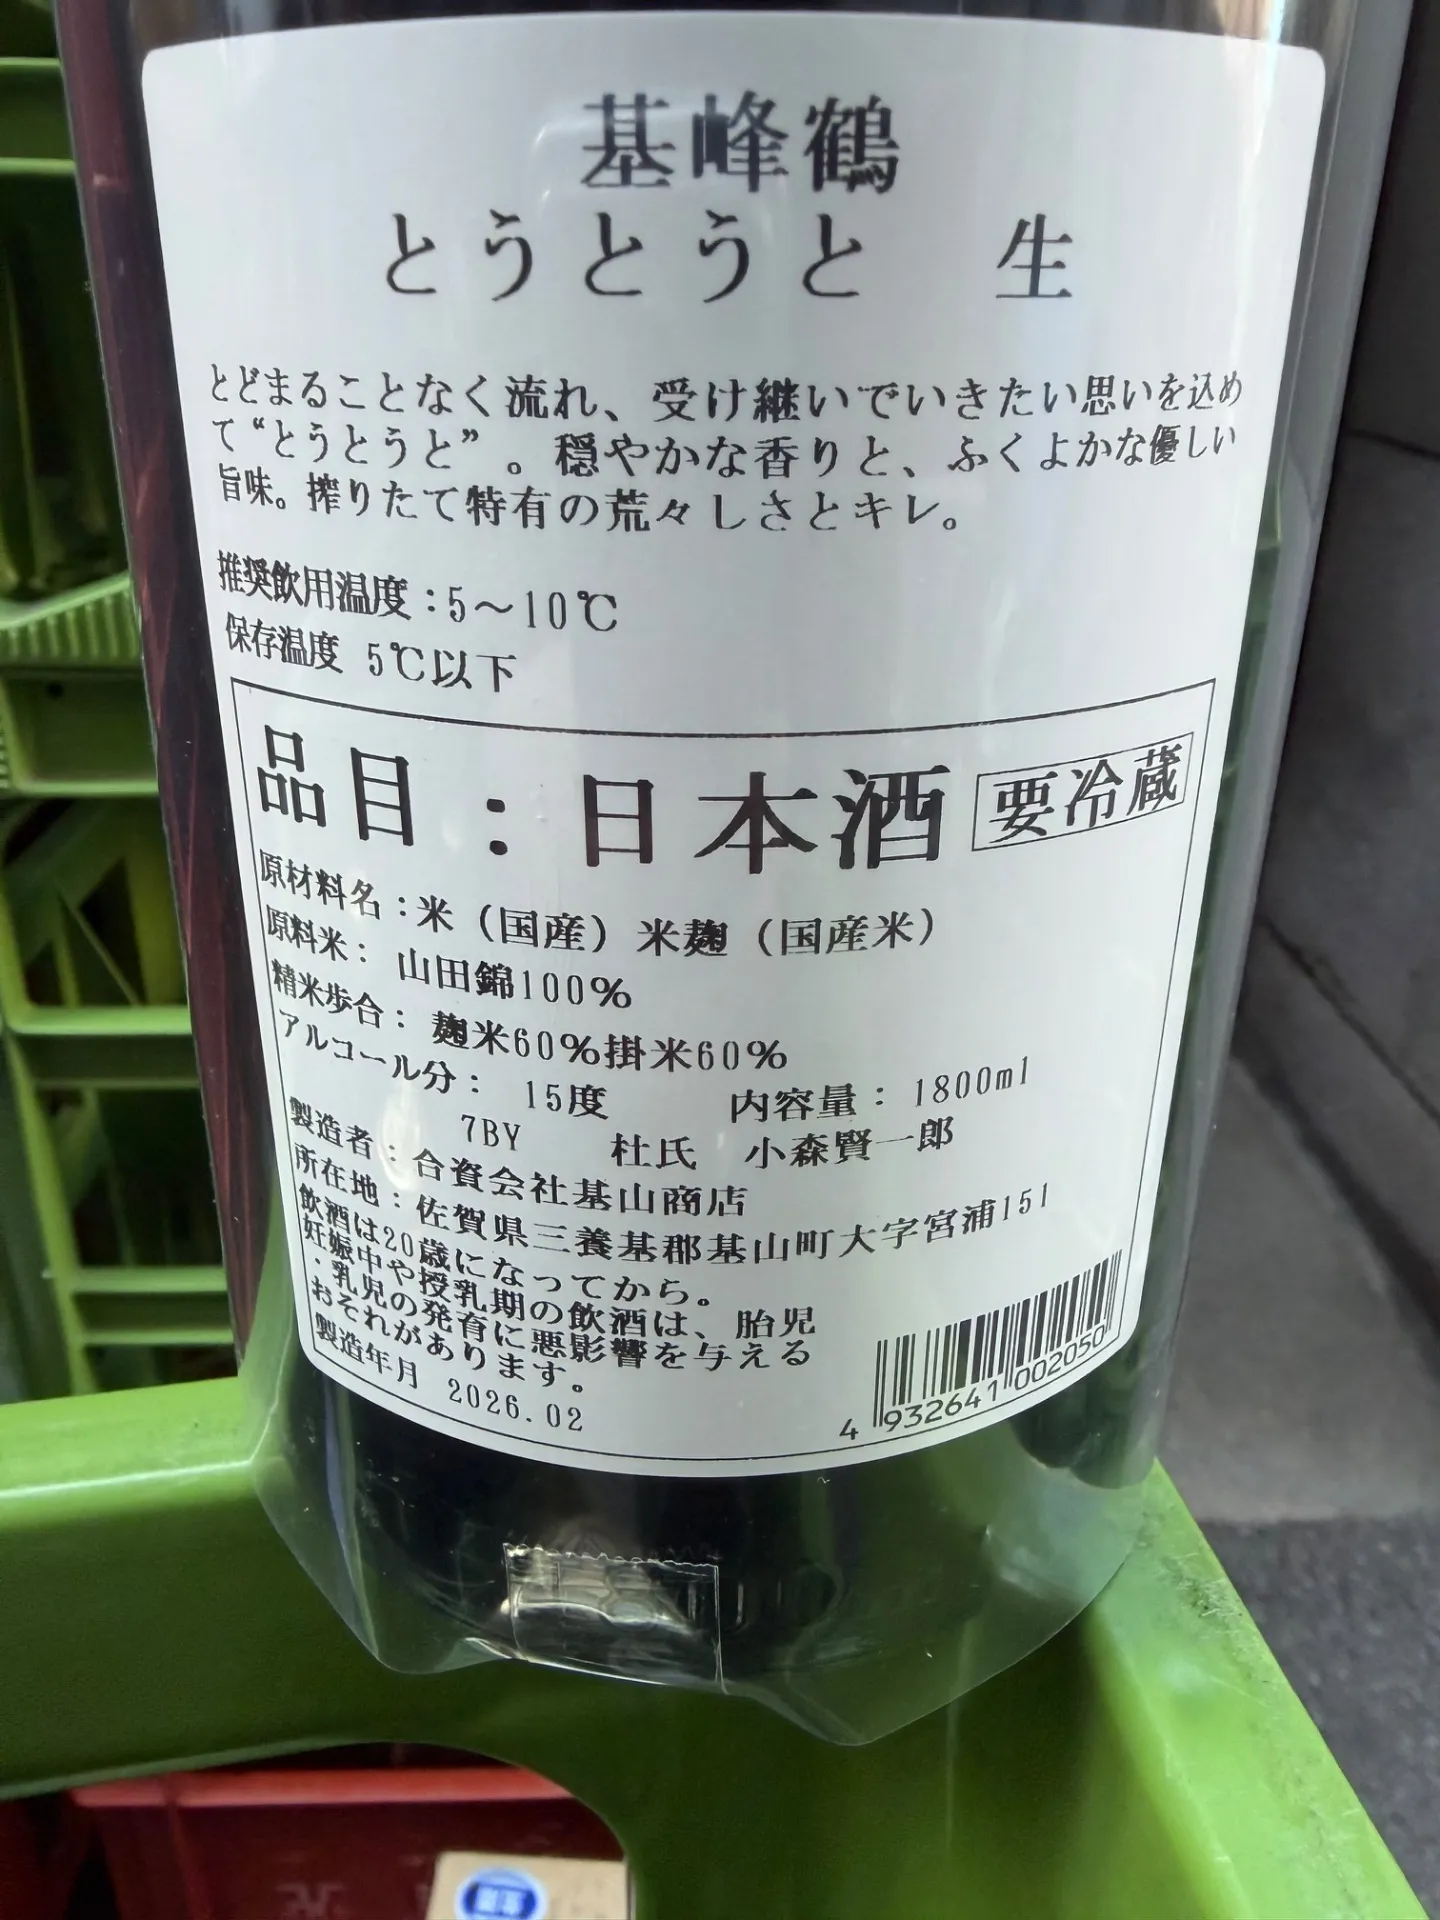 基峰鶴
とうとうと　生
とどまることなく流れ、受け継いでいきたい思いを込め
て“とうとうと”。穏やかな香りと、ふくよかな優しい
旨味。搾りたて特有の荒々しさとキレ。
推奨飲用温度：5～10℃
保存温度 5℃以下
品目：日本酒 要冷蔵
原材料名：米（国産）米麹（国産米）
原料米： 山田錦100％
精米歩合： 麹米60％掛米60％
アルコール分： 15度　内容量： 1800ml
7BY　杜氏　小森賢一郎
製造者：合資会社基山商店
所在地：佐賀県三養基郡基山町大字宮浦151
飲酒は20歳になってから。
妊娠中や授乳期の飲酒は、胎児
・乳児の発育に悪影響を与える
おそれがあります。
製造年月 2026.02
4 932641 002050